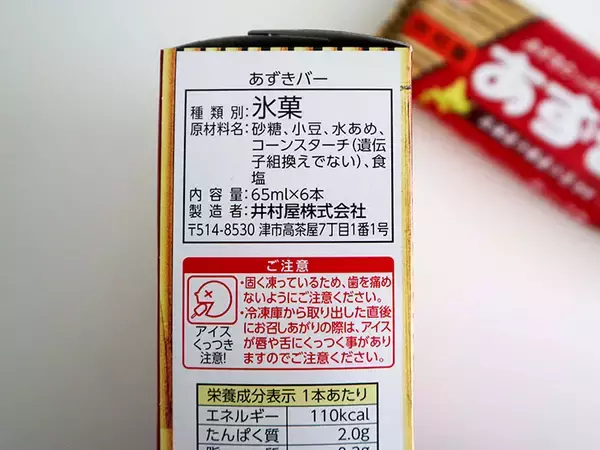 あずきバー
種類別：氷菓
原材料名：砂糖、小豆、水あめ、
コーンスターチ（遺伝
子組換えでない）、食
塩
内容量：65ml×6本
製造者：井村屋株式会社
〒514-8530 津市高茶屋7丁目1番1号
ご注意
・固く凍っているため、歯を痛め
ないようにご注意ください。
・冷凍庫から取り出した直後
にお召しあがりの際は、アイス
が唇や舌にくっつく事があり
ますのでご注意ください。
アイス
くっつき
注意!
栄養成分表示 1本あたり
エネルギー 110kcal
たんぱく質 2.0g
あず